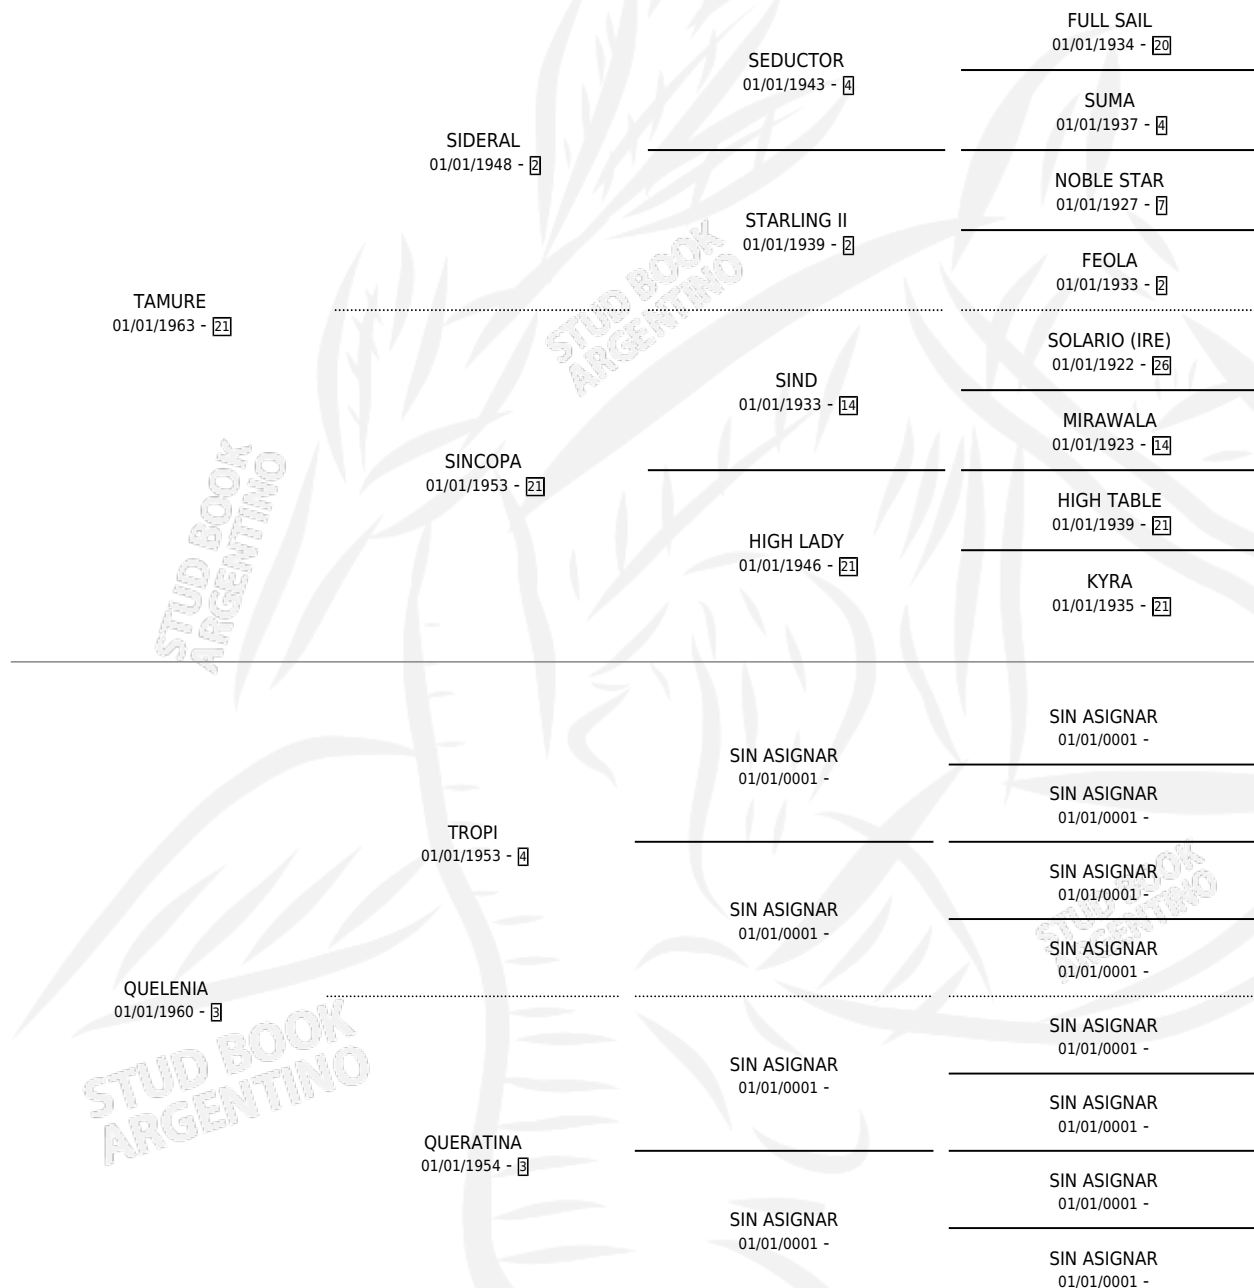 FULL SAIL
01/01/1934 - 20
SEDUCTOR
01/01/1943 - 4
SUMA
01/01/1937 - 4
SIDERAL
01/01/1948 - 2
NOBLE STAR
01/01/1927 - 7
STARLING II
01/01/1939 - 2
FEOLA
01/01/1933 - 2
TAMURE
01/01/1963 - 21
STUD BOOK
ARGENTINO
SOLARIO (IRE)
01/01/1922 - 26
SIND
01/01/1933 - 14
MIRAWALA
01/01/1923 - 14
SINCOPA
01/01/1953 - 21
HIGH TABLE
01/01/1939 - 21
HIGH LADY
01/01/1946 - 21
KYRA
01/01/1935 - 21
STUD BOOK
ARGENTINO
SIN ASIGNAR
01/01/0001 -
SIN ASIGNAR
01/01/0001 -
SIN ASIGNAR
01/01/0001 -
TROPI
01/01/1953 - 4
SIN ASIGNAR
01/01/0001 -
SIN ASIGNAR
01/01/0001 -
SIN ASIGNAR
01/01/0001 -
STUD BOOK
ARGENTINO
QUELENIA
01/01/1960 - 3
SIN ASIGNAR
01/01/0001 -
SIN ASIGNAR
01/01/0001 -
SIN ASIGNAR
01/01/0001 -
STUD BOOK
ARGENTINO
QUERATINA
01/01/1954 - 3
SIN ASIGNAR
01/01/0001 -
SIN ASIGNAR
01/01/0001 -
SIN ASIGNAR
01/01/0001 -